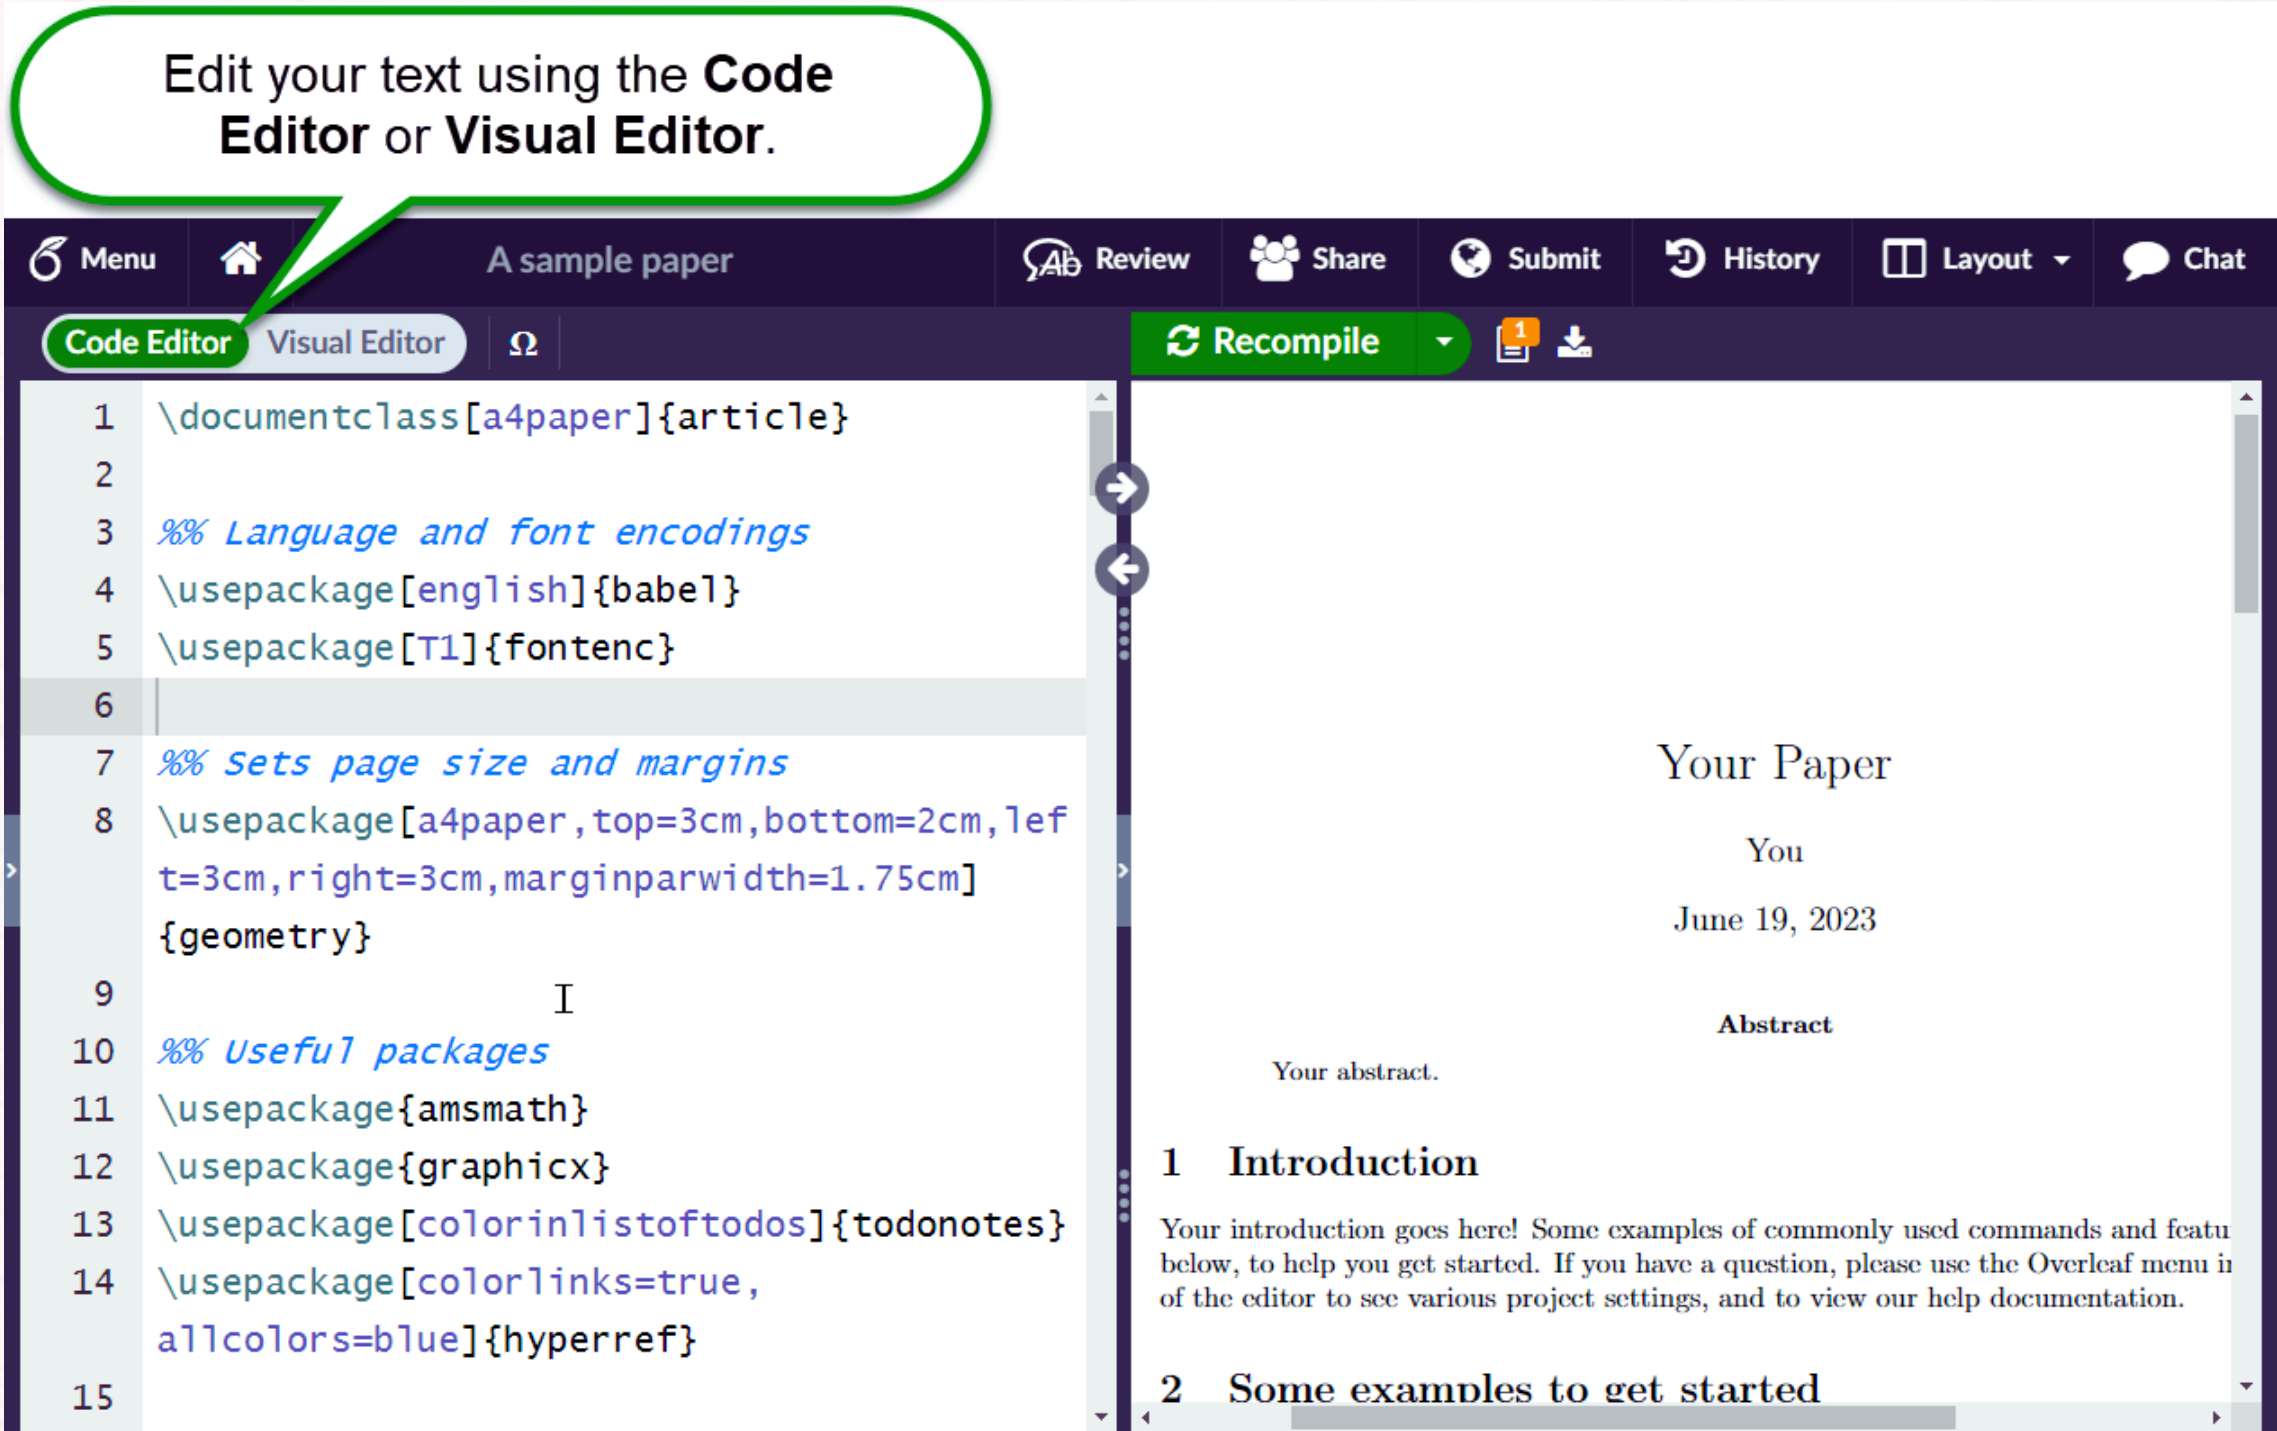 Edit your text using the Code
Editor or Visual Editor.
Menu
A sample paper
Review
Share
Submit
History
Layout
Chat
Code Editor
Visual Editor
Ω
Recompile
1
1 \documentclass[a4paper]{article}
2
3 %% Language and font encodings
4 \usepackage[english]{babel}
5 \usepackage[T1]{fontenc}
6
7 %% Sets page size and margins
8 \usepackage[a4paper,top=3cm,bottom=2cm,lef
t=3cm,right=3cm,marginparwidth=1.75cm]
{geometry}
9
10 %% Useful packages
11 \usepackage{amsmath}
12 \usepackage{graphicx}
13 \usepackage[colorinlistoftodos]{todonotes}
14 \usepackage[colorlinks=true,
allcolors=blue]{hyperref}
15
Your Paper
You
June 19, 2023
Abstract
Your abstract.
1 Introduction
Your introduction goes here! Some examples of commonly used commands and featu
below, to help you get started. If you have a question, please use the Overleaf menu in
of the editor to see various project settings, and to view our help documentation.
2 Some examples to get started